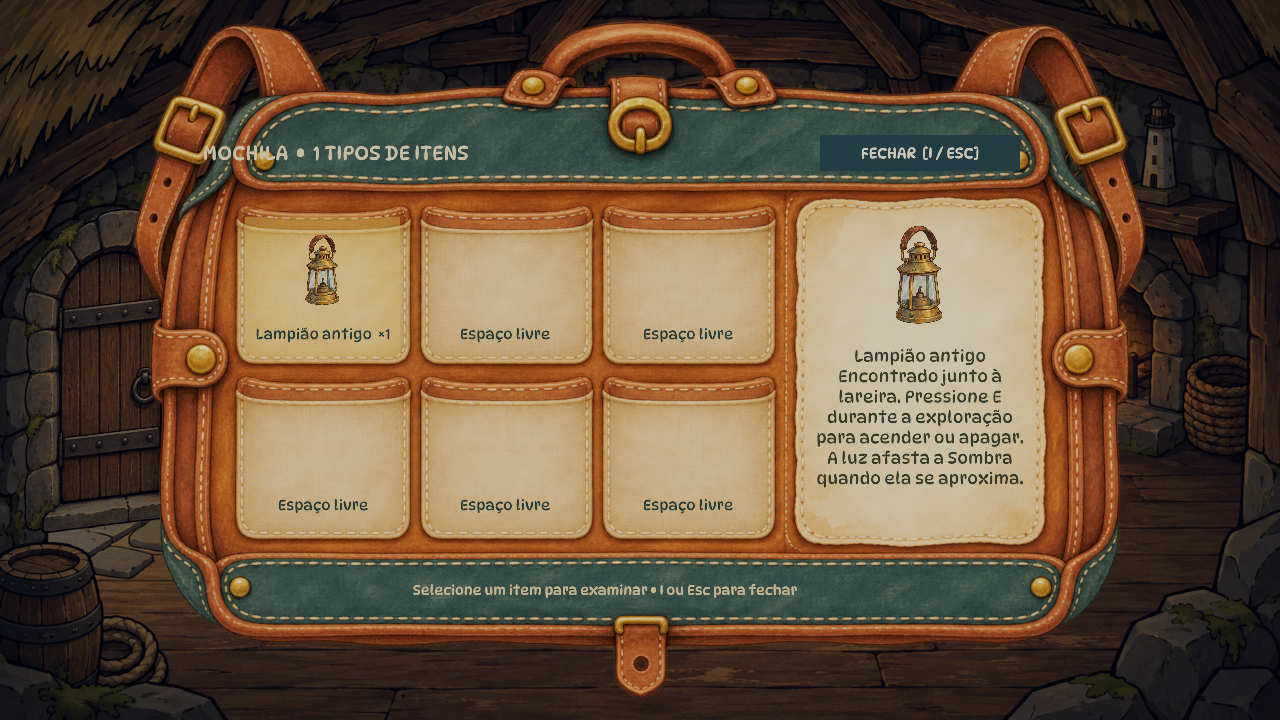 MOCHILA • 1 TIPOS DE ITENS
FECHAR [I / ESC]
Lampião antigo ×1
Espaço livre
Espaço livre
Espaço livre
Espaço livre
Espaço livre
Lampião antigo
Encontrado junto à
lareira. Pressione E
durante a exploração
para acender ou apagar.
A luz afasta a Sombra
quando ela se aproxima.
Selecione um item para examinar • I ou Esc para fechar